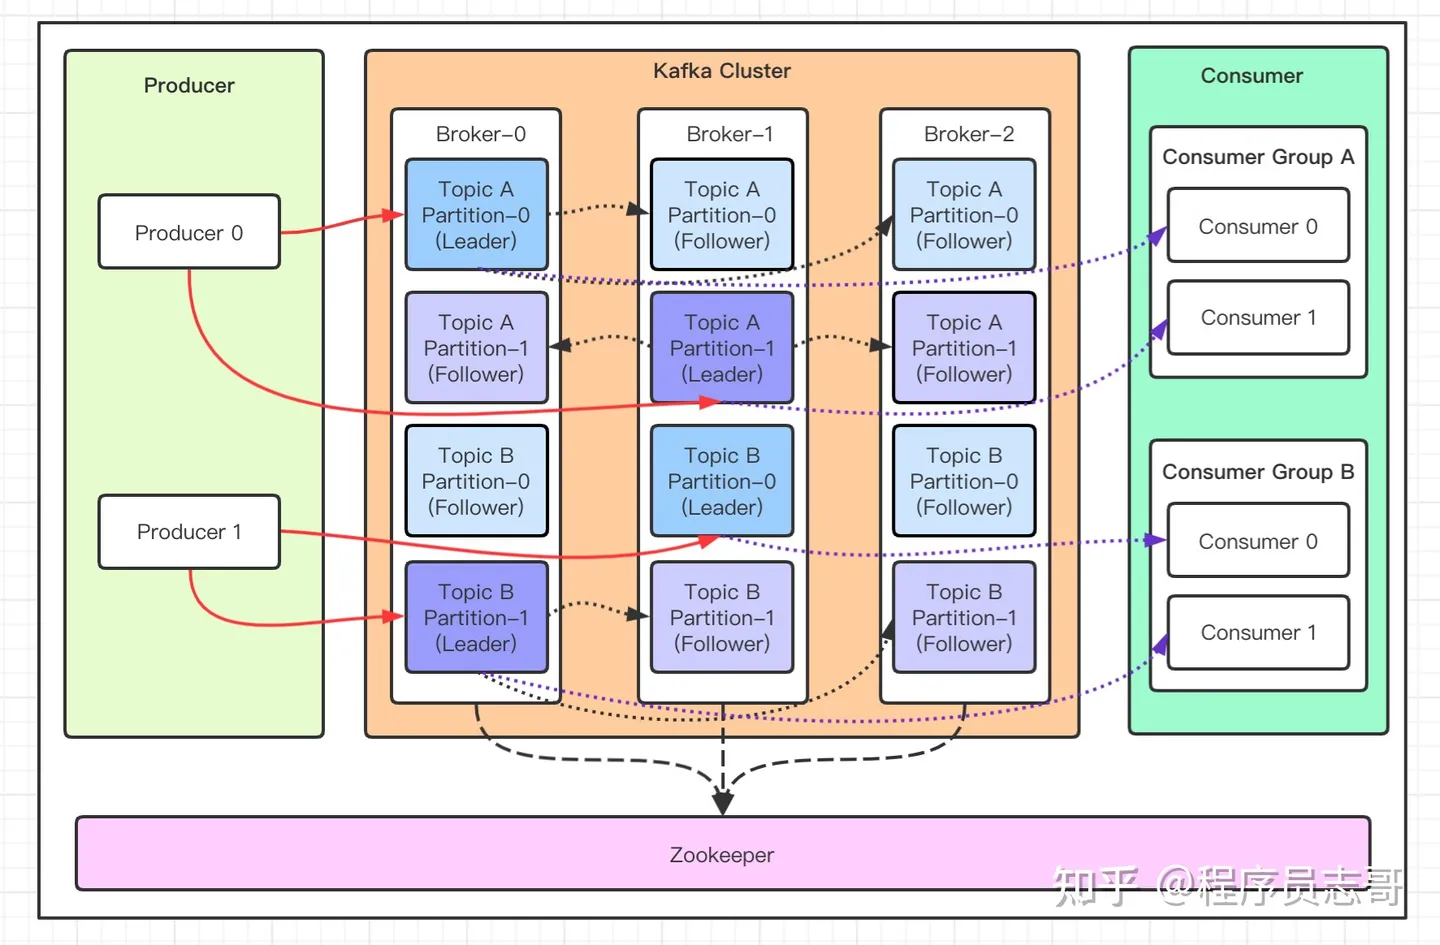 Producer
Producer 0
Producer 1
Kafka Cluster
Broker-0
Topic A
Partition-0
(Leader)
Topic A
Partition-1
(Follower)
Topic B
Partition-0
(Follower)
Topic B
Partition-1
(Leader)
Broker-1
Topic A
Partition-0
(Follower)
Topic A
Partition-1
(Leader)
Topic B
Partition-0
(Leader)
Topic B
Partition-1
(Follower)
Broker-2
Topic A
Partition-0
(Follower)
Topic A
Partition-1
(Follower)
Topic B
Partition-0
(Follower)
Topic B
Partition-1
(Follower)
Consumer
Consumer Group A
Consumer 0
Consumer 1
Consumer Group B
Consumer 0
Consumer 1
Zookeeper
知乎 @程序员志哥